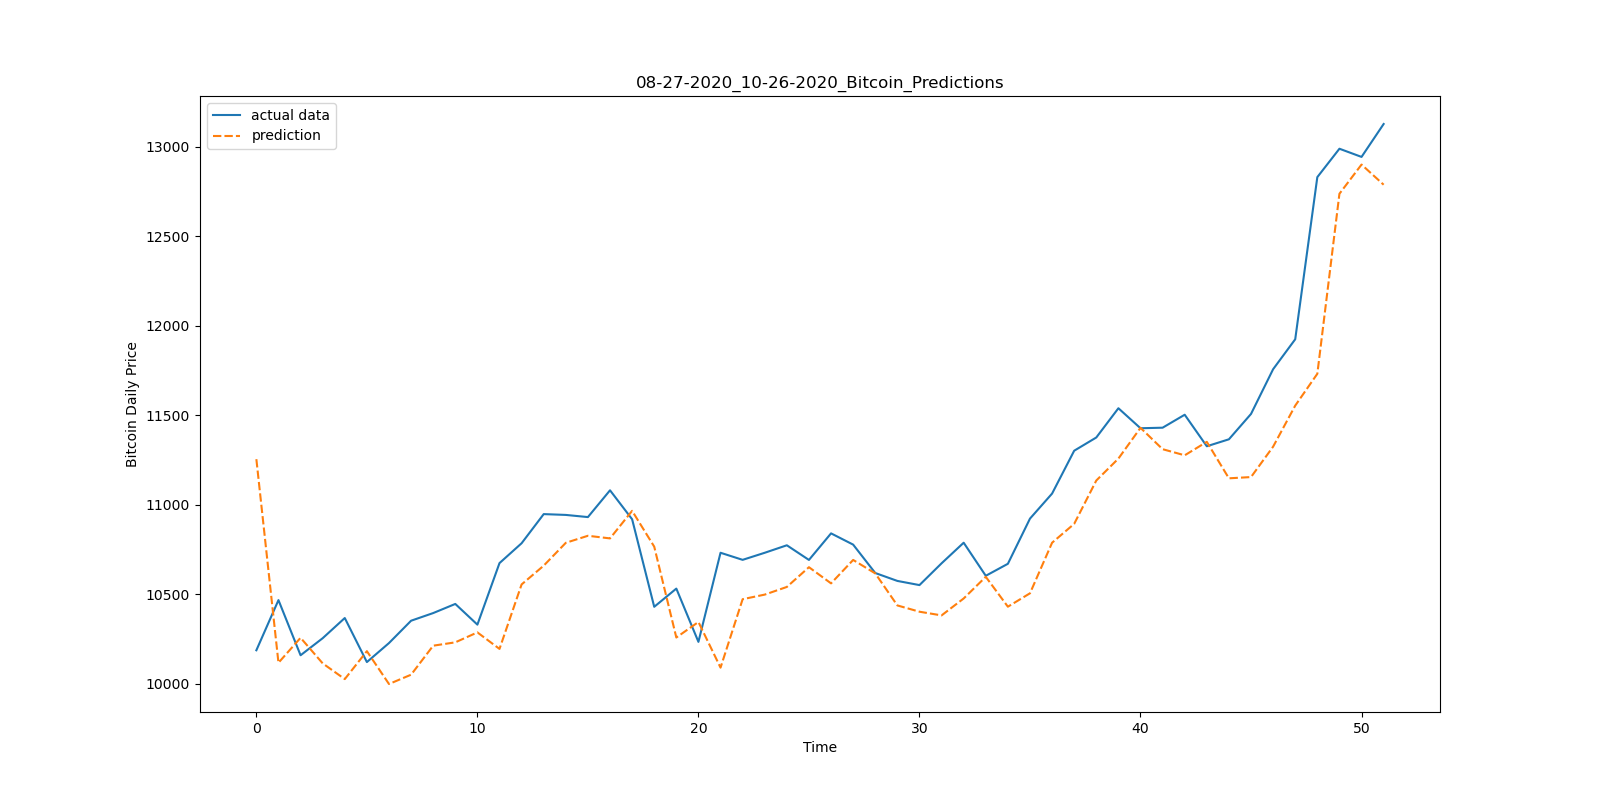 08-27-2020_10-26-2020_Bitcoin_Predictions
actual data
prediction
13000
12500
12000
11500
11000
10500
10000
Bitcoin Daily Price
0 10 20 30 40 50
Time